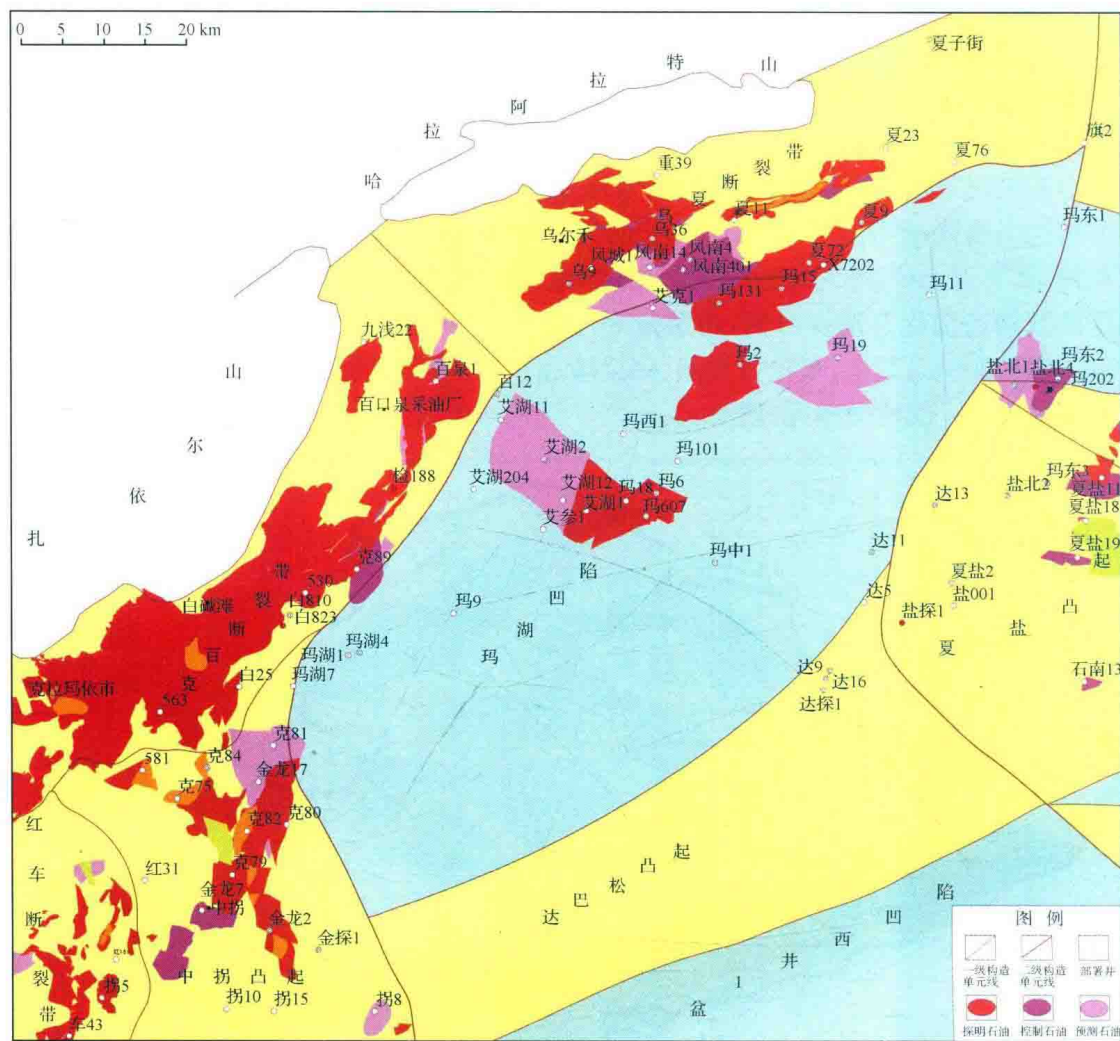 0 5 10 15 20 km
夏子街
哈拉阿拉特山
旗2
夏23
夏76
重39
乌夏断裂带
夏11
夏9
玛东1
乌36
乌尔禾
风城1
风南14
风南4
风南401
夏72
X7202
乌9
玛15
玛11
艾克1
玛131
九浅22
百泉1
玛2
玛19
盐北1
盐北4
玛东2
玛202
百12
百口泉采油厂
艾湖11
玛西1
扎依尔山
艾湖2
玛101
检188
艾湖204
艾湖12
玛18
玛6
艾湖1
玛607
艾参1
达13
盐北2
玛东3
夏盐11
夏盐18
克89
玛中1
达11
夏盐19
530
夏盐2
白碱滩
白810
白823
玛9
达5
盐001
盐探1
克百断裂带
玛湖凹陷
夏盐凸起
玛湖1
玛湖4
达9
达16
石南13
白25
玛湖7
达探1
克拉玛依市
563
克81
581
克84
金龙17
克75
克82
克80
红车断裂带
红31
克79
金龙7
中拐
达巴松凸起
金龙2
金探1
盆1井西凹陷
中拐凸起
拐5
拐10
拐15
拐8
车43
图例
一级构造单元线
二级构造单元线
部署井
探明石油
控制石油
预测石油